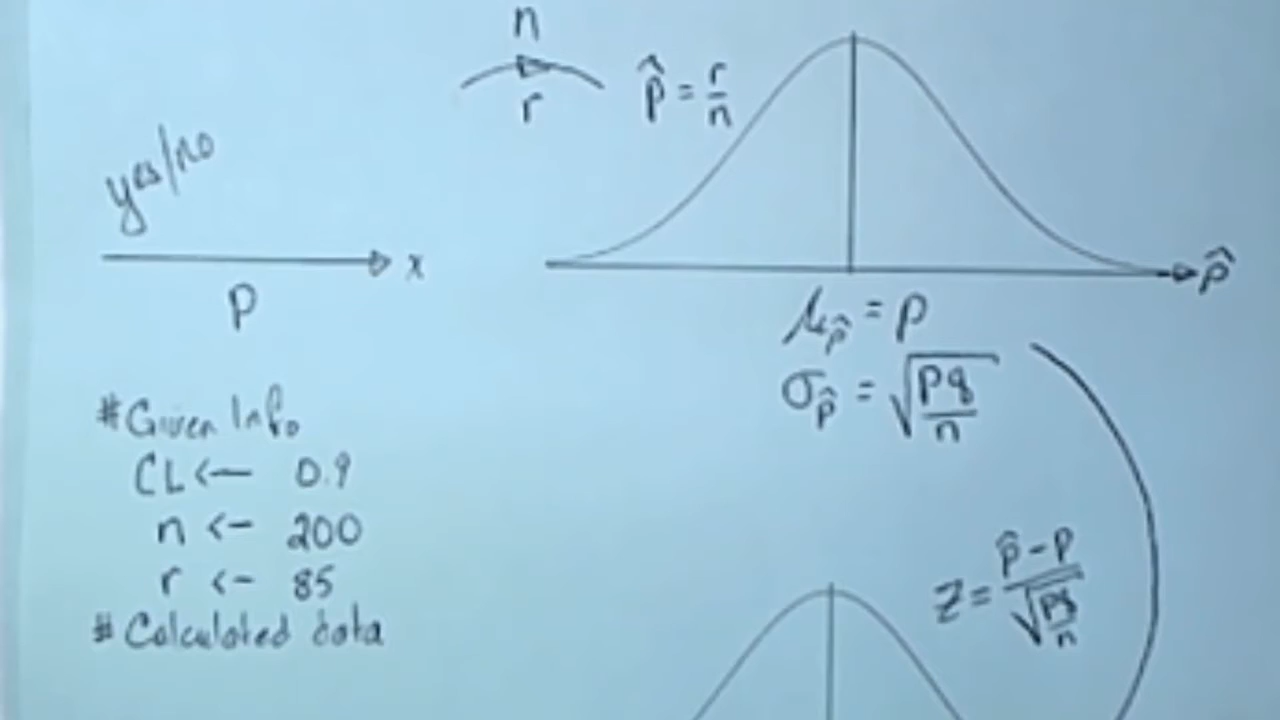 n
r
p̂ = r/n
yes/no
x
p
p̂
μp̂ = p
σp̂ = √(pq/n)
#Given Info
CL <— 0.9
n <- 200
r <- 85
# Calculated data
Z = (p̂ - p)/√(pq/n)